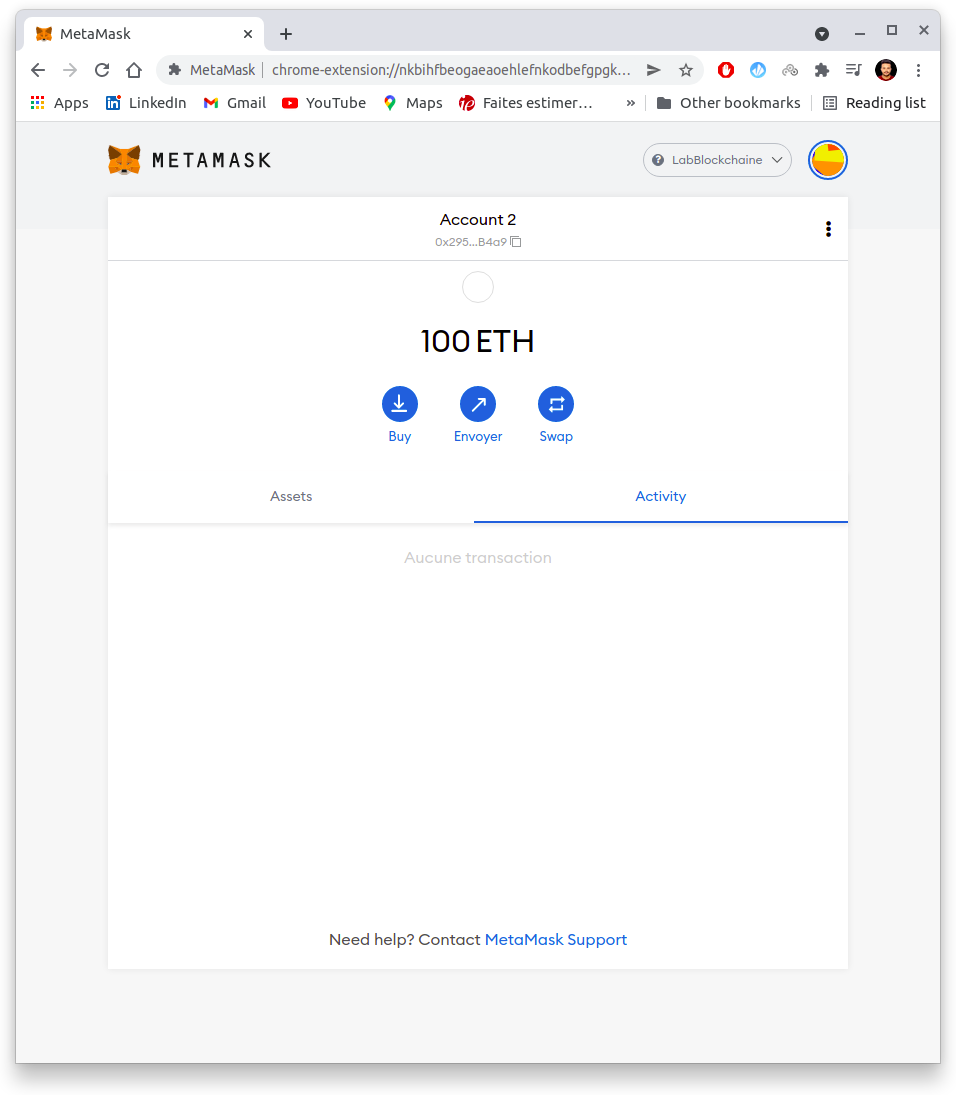 MetaMask
MetaMask chrome-extension://nkbihfbeogaeaoehlefnkodbefgpgk...
Apps LinkedIn Gmail YouTube Maps Faites estimer... » Other bookmarks Reading list
METAMASK LabBlockchaine
Account 2
0x295...B4a9
100 ETH
Buy Envoyer Swap
Assets Activity
Aucune transaction
Need help? Contact MetaMask Support